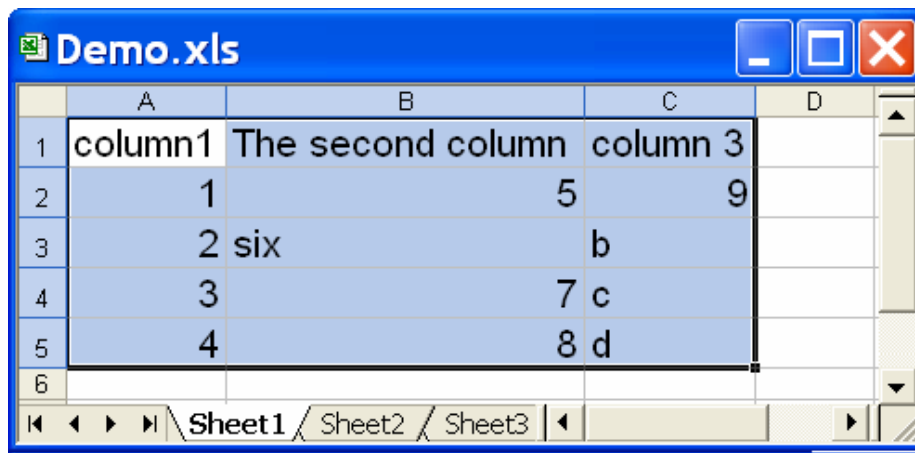 Demo.xls
A B C D
1 column1 The second column column 3
2 1 5 9
3 2 six b
4 3 7 c
5 4 8 d
6
Sheet1 Sheet2 Sheet3